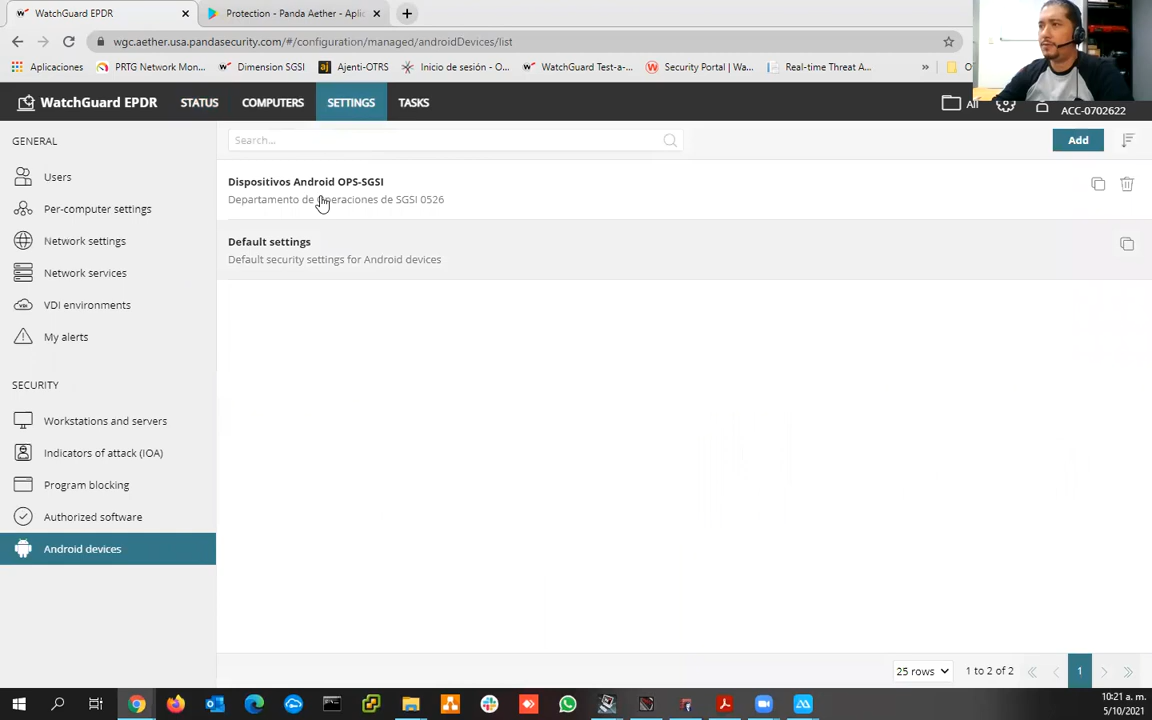 WatchGuard EPDR
Protection - Panda Aether - Aplic
wgc.aether.usa.pandasecurity.com/#/configuration/managed/androidDevices/list
Aplicaciones
PRTG Network Mon...
Dimension SGSI
Ajenti-OTRS
Inicio de sesión - O...
WatchGuard Test-a-...
Security Portal | Wa...
Real-time Threat A...
»
WatchGuard EPDR
STATUS
COMPUTERS
SETTINGS
TASKS
All
ACC-0702622
GENERAL
Users
Per-computer settings
Network settings
Network services
VDI environments
My alerts
SECURITY
Workstations and servers
Indicators of attack (IOA)
Program blocking
Authorized software
Android devices
Search...
Add
Dispositivos Android OPS-SGSI
Departamento de Operaciones de SGSI 0526
Default settings
Default security settings for Android devices
25 rows
1 to 2 of 2
1
10:21 a. m.
5/10/2021